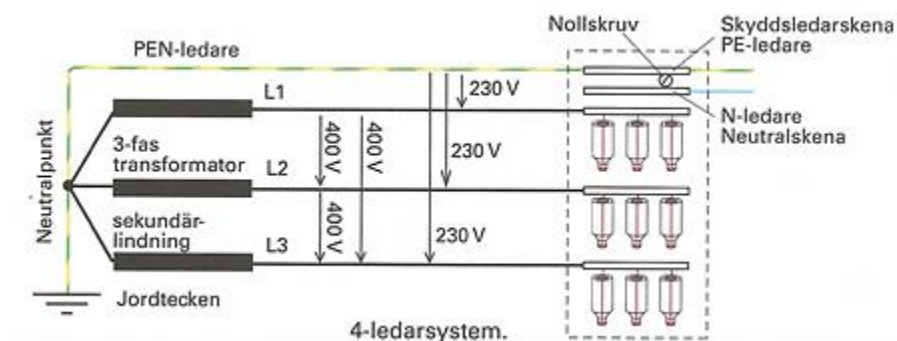 Nollskruv
Skyddsledarskena
PE-ledare
PEN-ledare
L1
230 V
N-ledare
Neutralskena
Neutralpunkt
3-fas
transformator
400 V
400 V
230 V
L2
sekundär-
lindning
400 V
L3
230 V
Jordtecken
4-ledarsystem.